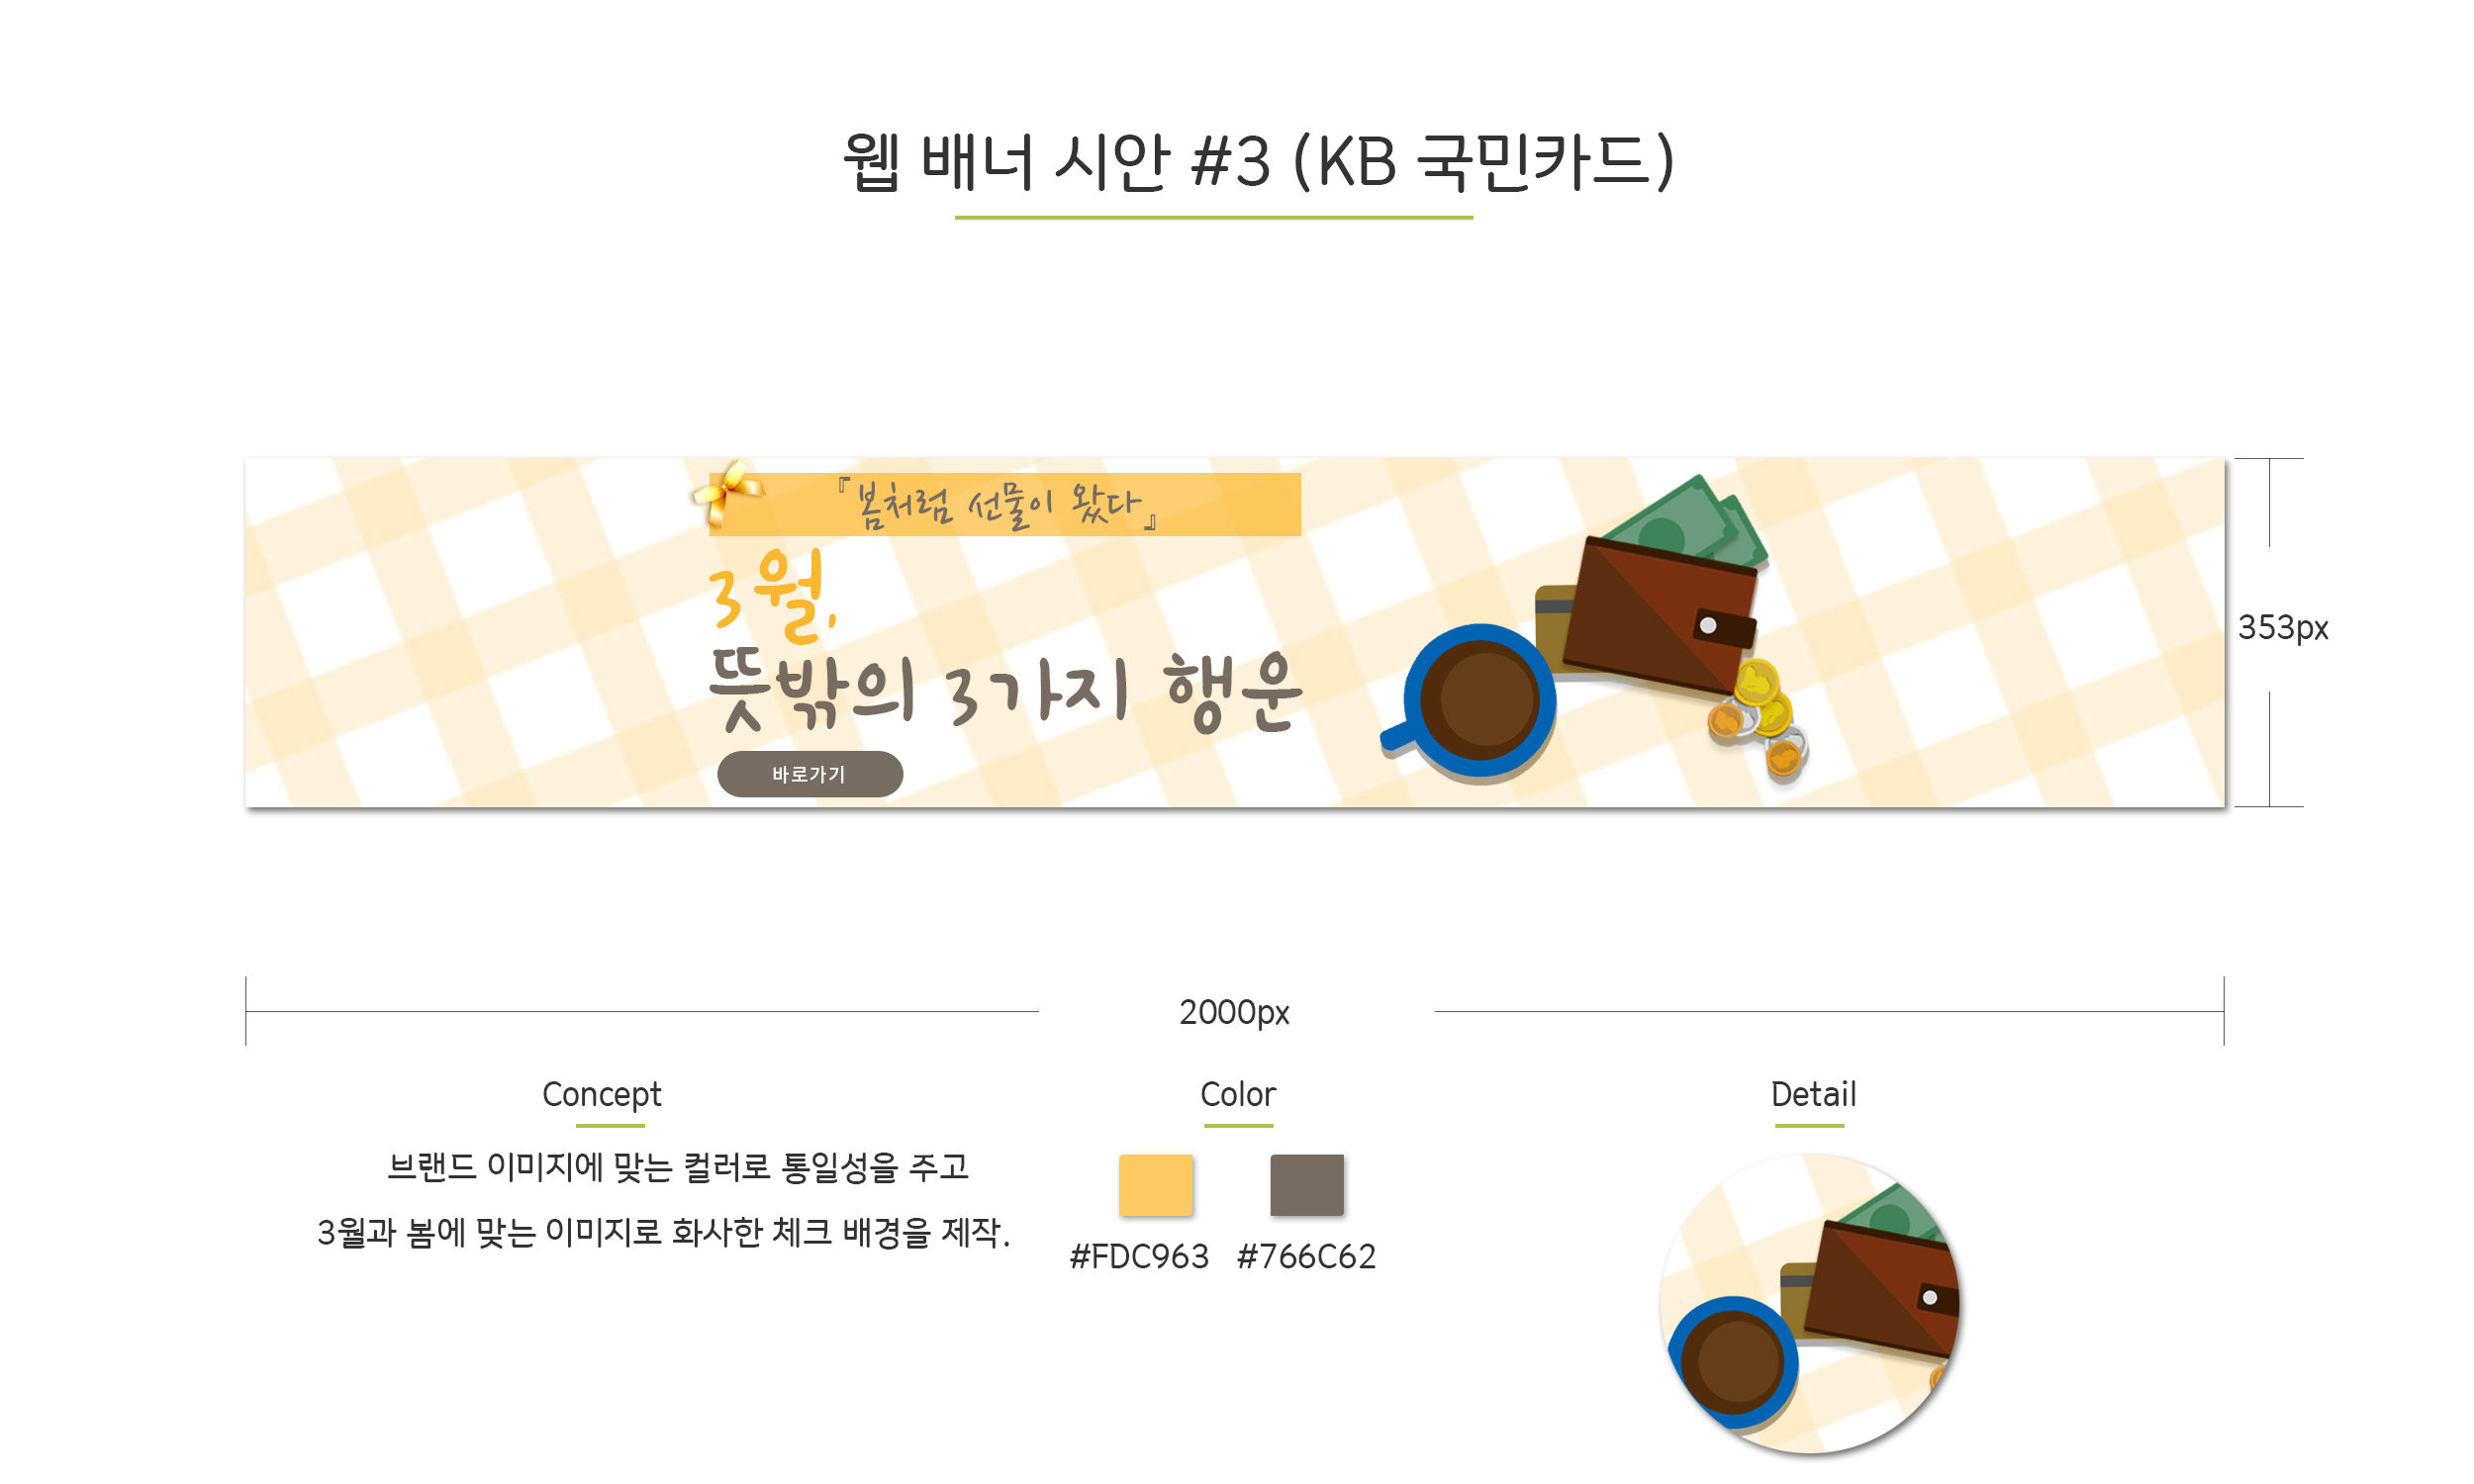 웹 배너 시안 #3 (KB 국민카드)
『봄처럼 선물이 왔다』
3월,
뜻밖의 3가지 행운
바로가기
353px
2000px
Concept
브랜드 이미지에 맞는 컬러로 통일성을 주고
3월과 봄에 맞는 이미지로 화사한 체크 배경을 제작.
Color
#FDC963 #766C62
Detail